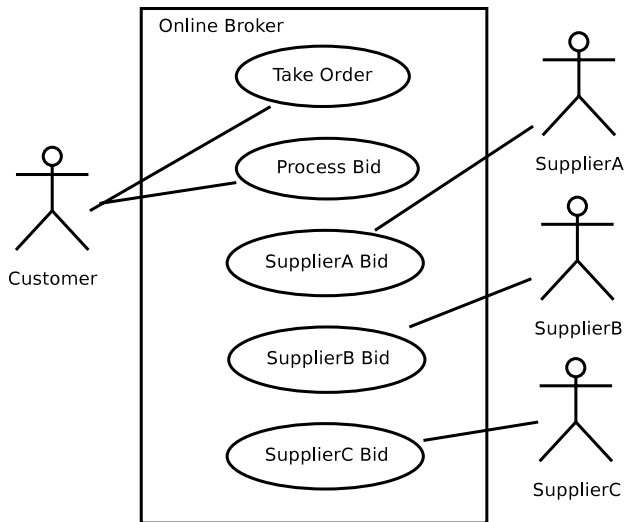 Online Broker
Take Order
Process Bid
SupplierA
SupplierA Bid
Customer
SupplierB
SupplierB Bid
SupplierC Bid
SupplierC